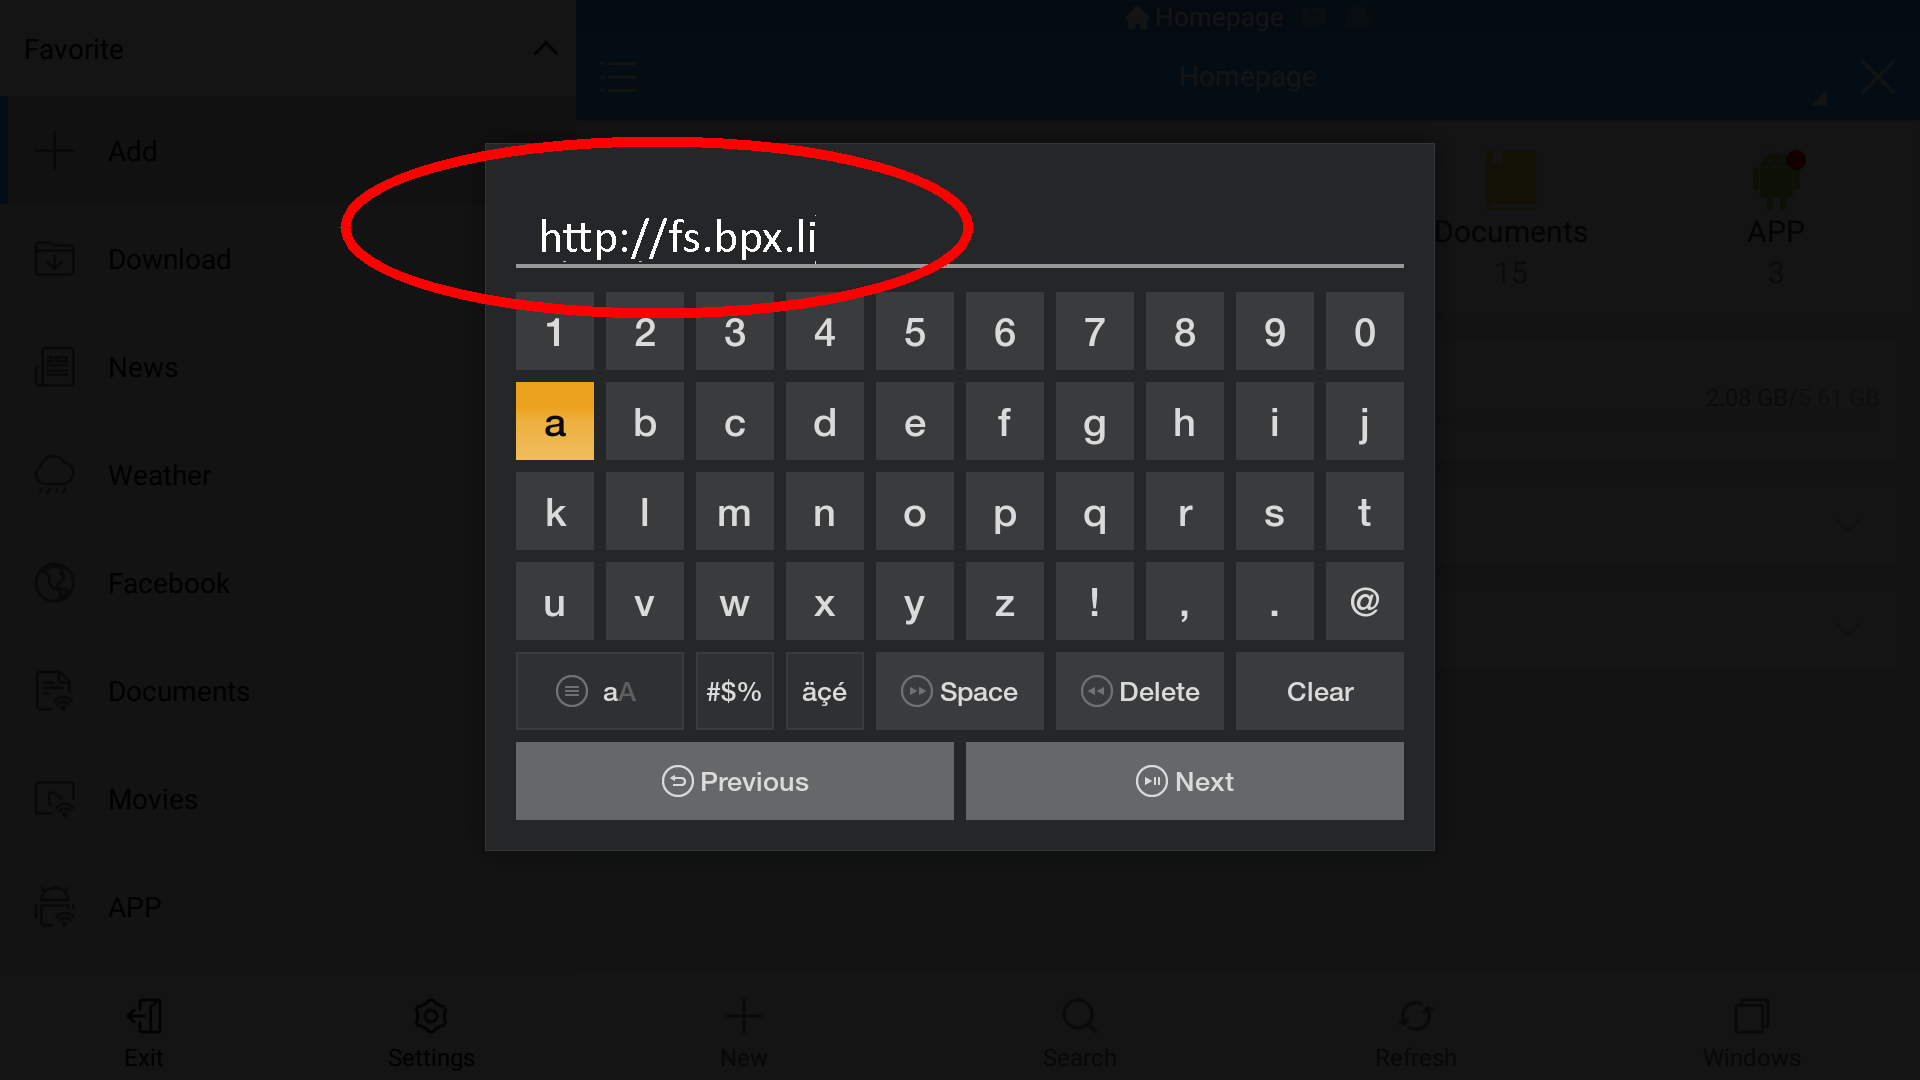 Favorite
Homepage
Homepage
Add
Download
News
Weather
Facebook
Documents
Movies
APP
Documents
15
APP
3
2.08 GB/5.61 GB
http://fs.bpx.li
1 2 3 4 5 6 7 8 9 0
a b c d e f g h i j
k l m n o p q r s t
u v w x y z ! , . @
aA #$% äçé Space Delete Clear
Previous Next
Exit Settings New Search Refresh Windows